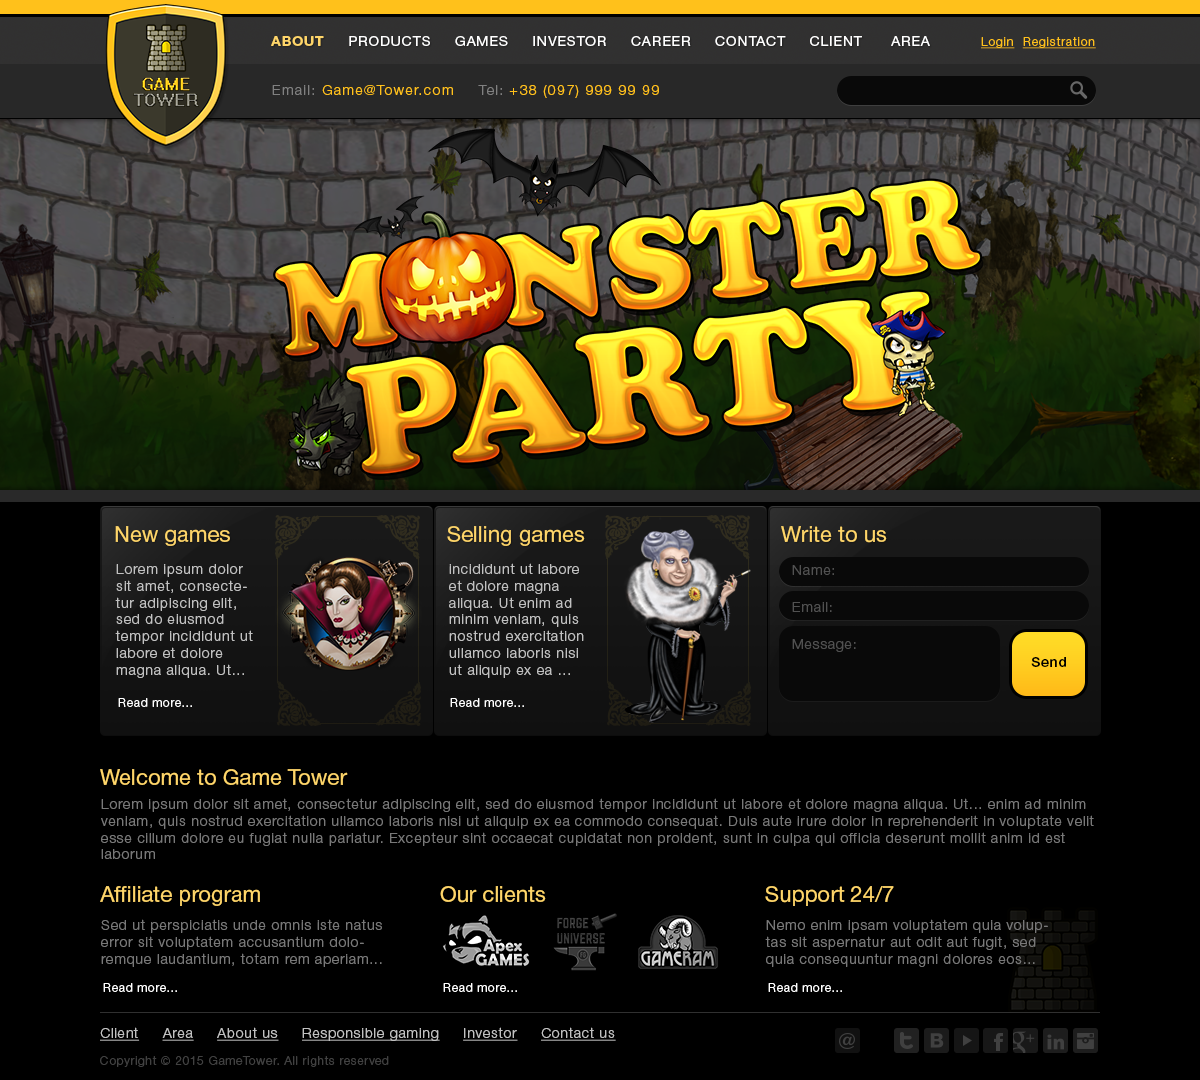 ABOUT PRODUCTS GAMES INVESTOR CAREER CONTACT CLIENT AREA Login Registration
GAME
TOWER
Email: Game@Tower.com Tel: +38 (097) 999 99 99
MONSTER
PARTY
New games
Lorem ipsum dolor
sit amet, consecte-
tur adipiscing elit,
sed do eiusmod
tempor incididunt ut
labore et dolore
magna aliqua. Ut...
Read more...
Selling games
Incididunt ut labore
et dolore magna
aliqua. Ut enim ad
minim veniam, quis
nostrud exercitation
ullamco laboris nisi
ut aliquip ex ea ...
Read more...
Write to us
Name:
Email:
Message:
Send
Welcome to Game Tower
Lorem ipsum dolor sit amet, consectetur adipiscing elit, sed do eiusmod tempor incididunt ut labore et dolore magna aliqua. Ut... enim ad minim
veniam, quis nostrud exercitation ullamco laboris nisi ut aliquip ex ea commodo consequat. Duis aute irure dolor in reprehenderit in voluptate velit
esse cillum dolore eu fugiat nulla pariatur. Excepteur sint occaecat cupidatat non proident, sunt in culpa qui officia deserunt mollit anim id est
laborum
Affiliate program
Sed ut perspiciatis unde omnis iste natus
error sit voluptatem accusantium dolo-
remque laudantium, totam rem aperiam...
Read more...
Our clients
Apex
GAMES
FORGE
UNIVERSE
GAMERAM
Read more...
Support 24/7
Nemo enim ipsam voluptatem quia volup-
tas sit aspernatur aut odit aut fugit, sed
quia consequuntur magni dolores eos...
Read more...
Client Area About us Responsible gaming Investor Contact us
Copyright © 2015 GameTower. All rights reserved